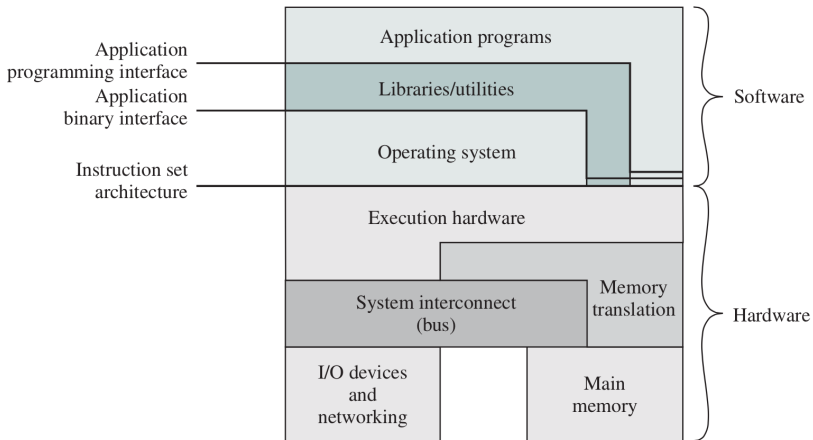 Application programs
Application
programming interface
Libraries/utilities
Application
binary interface
Software
Operating system
Instruction set
architecture
Execution hardware
Memory
translation
System interconnect
(bus)
Hardware
I/O devices
and
networking
Main
memory